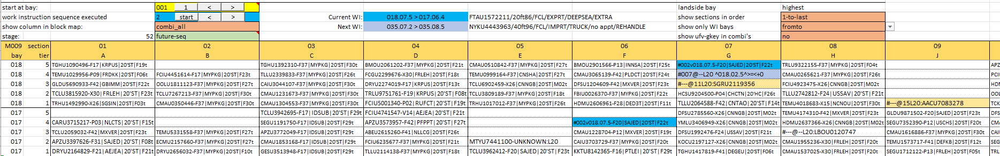 start at bay: 001 1 < > landside bay highest
work instruction sequence executed 2 start < > Current WI: 018.07.5 > 017.06.4 FTAU1572211/20ft86/FCL/EXPRT/DEEPSEA/EXTRA show sections in order 1-to-last
show column in block map: combi_all Next WI: 035.07.2 > 035.08.5 NYKU4443963/40ft96/FCL/IMPRT/TRUCK/no appt/REHANDLE show only WI bays fromto
stage: 52 future-seq show ufv-gkey in combi's no
M009 section 01 02 03 04 05 06 07 08 09
bay tier A B C D E F G H J
018 5 TGHU1090496-F17|KRPUS|20'ST|F19t TGHU1392310-F37|MYPKG|20'ST|F30t BMOU2061202-F37|MYPKG|20'ST|F21t CMAU0510842-F37|MYPKG|20'ST|F27t BMOU2901566-P13|INNSA|20'ST|F25t #002v018.07.5-F20|SAJED|20'ST|F22t TRLU9322155-F37|MYPKG|20'ST|F04t APZ
018 4 TEMU1029956-P09|FRDKK|20'ST|F06t FCIU4451614-F17|MYPKG|20'ST|F23t TLLU2339833-F37|MYPKG|20'ST|F26t FCGU2299676-X30|FRLEH|20'ST|F18t TEMU0999164-F37|CNSHA|20'ST|F27t CMAU3065139-F42|PLDCT|20'ST|F24t #007@--L20 ^018.02.5^>=<+0 CMAU0265621-F37|MYPKG|20'ST|F26t PCIU
018 3 GLDU5690933-F42|GBIMM|20'ST|F22t OOLU1811123-F37|MYPKG|20'ST|F27t CAIU3044107-F37|MYPKG|20'ST|F30t DRYU2274019-F17|KRPUS|20'ST|F13t TCLU6902459-X26|CNNGB|20'ST|M02t DFSU1204609-F42|MXVER|20'ST|F23t #---@11L20:SGRU2119356 FCIU4923475-X26|CNNGB|20'ST|M02t HDM
018 2 TCLU3815920-X30|FRLEH|20'ST|F23t TCLU7267213-F37|MYPKG|20'ST|F30t CMAU1231673-F37|MYPKG|20'ST|F30t TRLU9751761-F19|KRPUS|20'ST|F08t TCLU3809189-F37|MYPKG|20'ST|F18t FBIU0026370-F37|MYPKG|20'ST|F22t HCSU9204500-P04|CHCTN|20'HC|F26t TLLU2742812-F24|USSAV|20'ST|F21t OOL
018 1 TRHU1492990-X26|SGSIN|20'ST|F03t CMAU0350446-F37|MYPKG|20'ST|F30t CMAU1304553-F37|MYPKG|20'ST|F30t FCIU5001340-P02|RUFCT|20'ST|F19t TRHU1017012-F37|MYPKG|20'ST|F26t HDMU2606961-F28|DED3T|20'ST|F11t TLLU2064588-F42|CNTAO|20'ST|F14t TEMU4018683-X15|NCNOU|20'ST|F30t #---@15L20:AACU7083278 TCK
017 5 TCLU3942695-F17|IDSUB|20'ST|F29t FCIU4741547-V14|AEJEA|20'ST|F21t DFSU2785560-X26|CNNGB|20'ST|M02t TEMU4174310-F42|MXVER|20'ST|F23t GLDU9871502-F20|SAJED|20'ST|F23t DFS
017 4 CARU3715217-P03|NLCTS|20'ST|F15t SEGU1191750-F17|IDSUB|20'ST|F29t APZU3573957-F42|PFPPT|20'ST|F27t #002v018.07.5-F20|SAJED|20'ST|F22t YMLU3406949-X26|CNNGB|20'ST|M02t HDMU2637366-X26|CNNGB|20'ST|M02t SEGU7352390-P12|USCHS|20'ST|F20t CMA
017 3 TCLU2059032-F42|MXVER|20'ST|F23t TEMU5331558-F37|MYPKG|20'ST|F27t APZU3772049-F17|IDSUB|20'ST|F29t ABEU2615260-F41|NLLCG|20'ST|F26t CMAU1228704-P12|MXVER|20'ST|F19t DFSU1992476-F24|USSAV|20'ST|F21t #---@--L20:LBOU0120747 CMAU1616886-F37|MYPKG|20'ST|F30t CAI
017 2 APZU3397626-F31|SAJED|20'ST|F08t ECMU2157660-F37|MYPKG|20'ST|F27t CMAU1853168-F17|IDSUB|20'ST|F29t FCIU6235677-F37|MYPKG|20'ST|F21t MTYU7441100-UNKNOWN:L20 CAIU3703729-F37|MYPKG|20'ST|F20t KOCU2197127-X26|CNNGB|20'ST|M02t CMAU1955236-X30|FRLEH|20'ST|F20t TEMU1573717-F41|DEFKB|20'ST|F12t SEG
017 1 DRYU2164829-F21|AEJEA|20'ST|F21t DRYU2656032-F37|MYPKG|20'ST|F10t GESU3513948-F17|IDSUB|20'ST|F29t TLLU2114138-F37|MYPKG|20'ST|F18t TCLU3962412-F20|SAJED|20'ST|F23t KKTU8142365-F16|PTLEI|20'ST|F29t TGHU1417819-F41|DEGEU|20'ST|F06t CMAU1537025-X30|FRLEH|20'ST|F20t SEGU1712122-P13|FRLEH|20'ST|F05t TRL